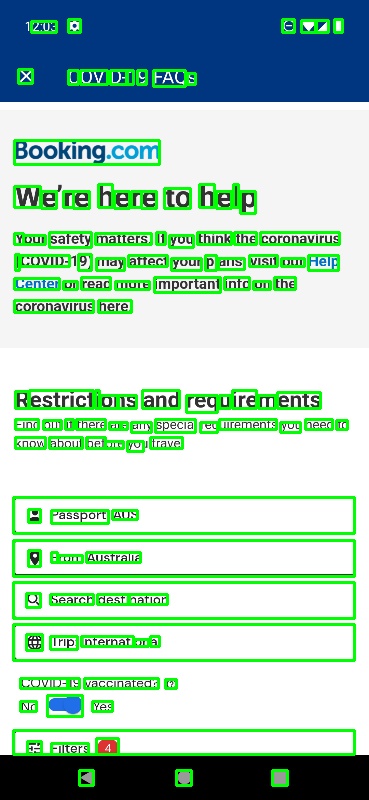 COVID-19 FAQs
Booking.com
We're here to help
Your safety matters. If you think the coronavirus
(COVID-19) may affect your plans, visit our Help
Center or read more important info on the
coronavirus here.
Restrictions and requirements
Find out if there are any special requirements you need to
know about before you travel
Passport: AUS
From: Australia
Search destination
Trip: International
COVID-19 vaccinated?
No Yes
Filters 4